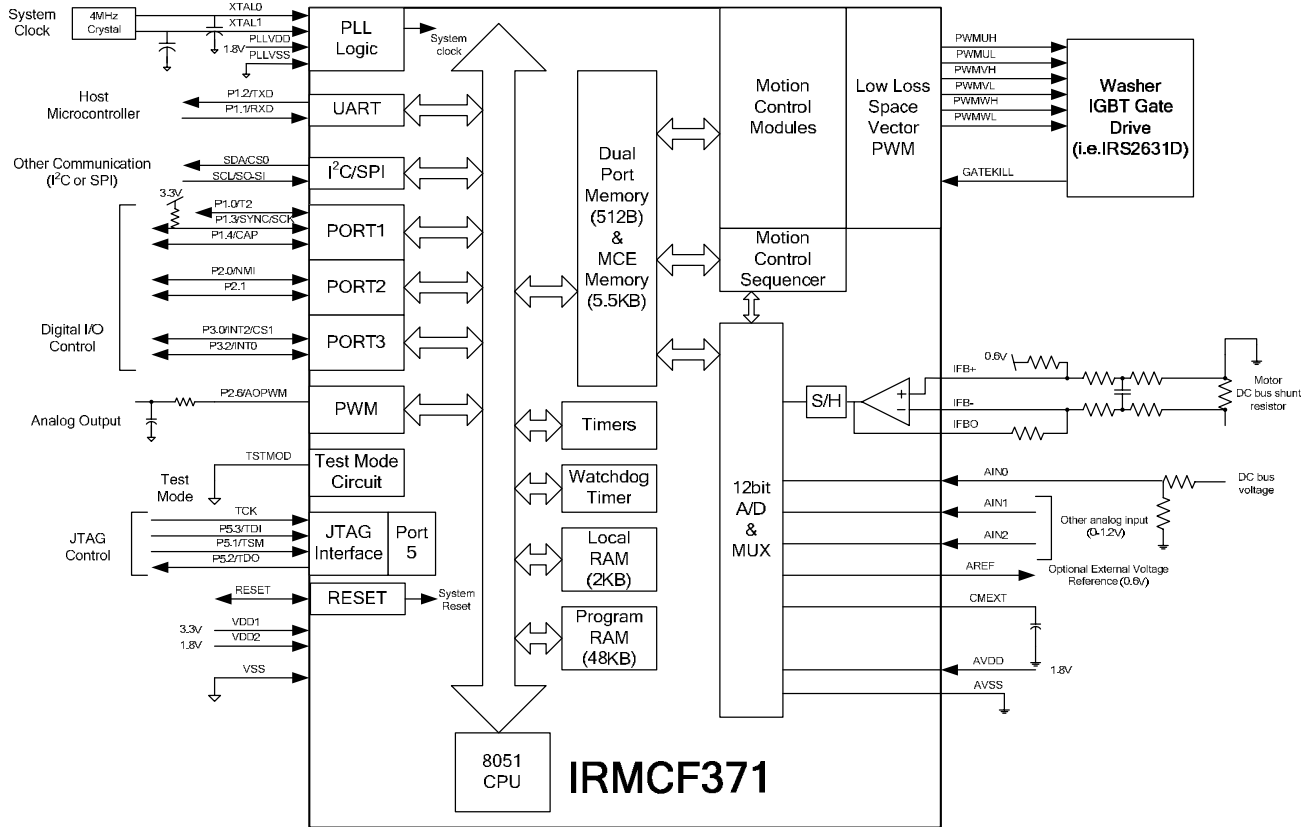 System
Clock
4MHz
Crystal
XTAL0
XTAL1
PLLVDD
1.8V
PLLVSS
PLL
Logic
System
clock
Host
Microcontroller
P1.2/TXD
P1.1/RXD
UART
Other Communication
(I²C or SPI)
SDA/CS0
SCL/SO-SI
I²C/SPI
3.3V
P1.0/T2
P1.3/SYNC/SCK
P1.4/CAP
PORT1
P2.0/NMI
P2.1
PORT2
Digital I/O
Control
P3.0/INT2/CS1
P3.2/INT0
PORT3
Analog Output
P2.6/AOPWM
PWM
Test
Mode
TSTMOD
Test Mode
Circuit
JTAG
Control
TCK
P5.3/TDI
P5.1/TSM
P5.2/TDO
JTAG
Interface
Port
5
RESET
RESET
System
Reset
3.3V
VDD1
1.8V
VDD2
VSS
8051
CPU
IRMCF371
Dual
Port
Memory
(512B)
&
MCE
Memory
(5.5KB)
Timers
Watchdog
Timer
Local
RAM
(2KB)
Program
RAM
(48KB)
Motion
Control
Modules
Low Loss
Space
Vector
PWM
Motion
Control
Sequencer
12bit
A/D
&
MUX
S/H
+
−
PWMUH
PWMUL
PWMVH
PWMVL
PWMWH
PWMWL
GATEKILL
Washer
IGBT Gate
Drive
(i.e.IRS2631D)
0.6V
IFB+
IFB-
IFBO
Motor
DC bus shunt
resistor
AIN0
DC bus
voltage
AIN1
AIN2
Other analog input
(0-1.2V)
AREF
Optional External Voltage
Reference (0.6v)
CMEXT
AVDD
1.8V
AVSS